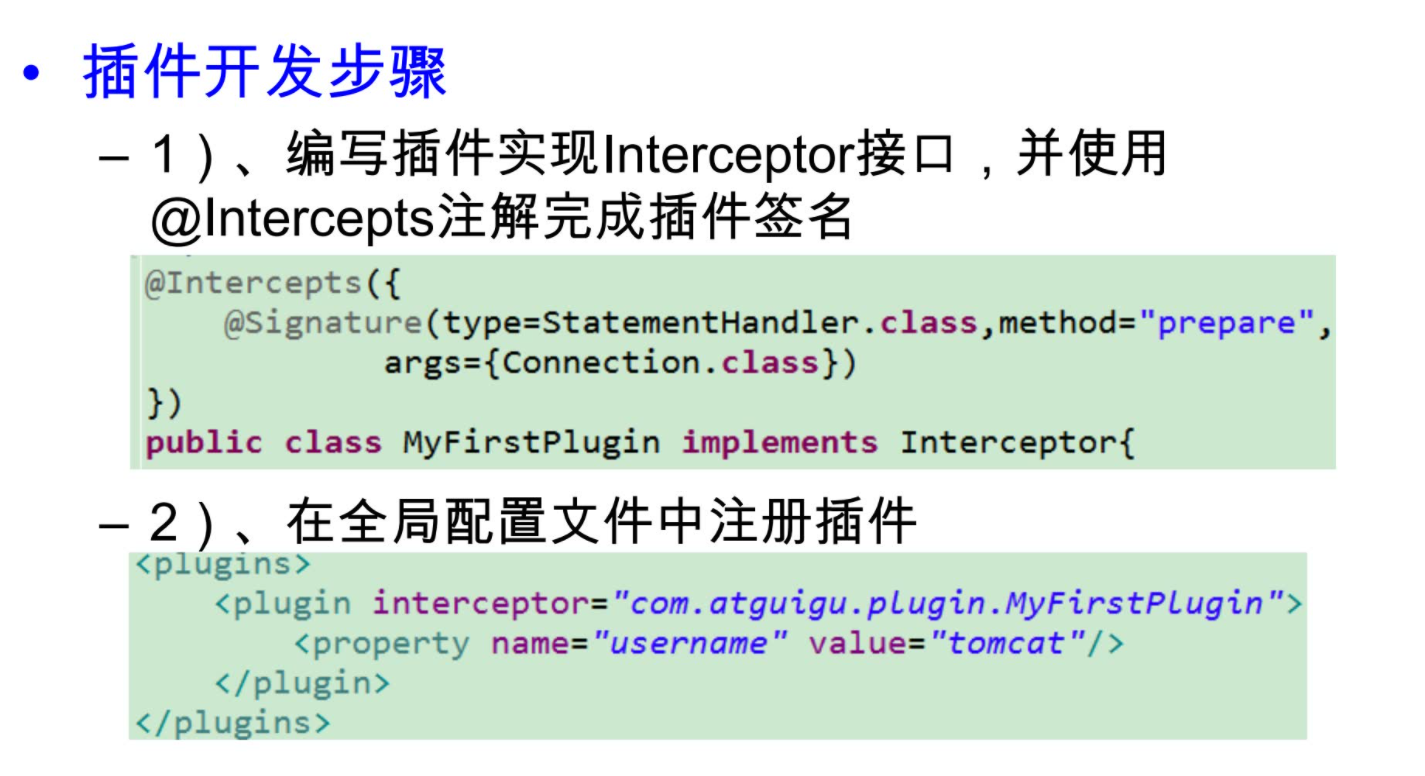 • 插件开发步骤
– 1）、编写插件实现Interceptor接口，并使用
@Intercepts注解完成插件签名
@Intercepts({
    @Signature(type=StatementHandler.class,method="prepare",
            args={Connection.class})
})
public class MyFirstPlugin implements Interceptor{
– 2）、在全局配置文件中注册插件
<plugins>
    <plugin interceptor="com.atguigu.plugin.MyFirstPlugin">
        <property name="username" value="tomcat"/>
    </plugin>
</plugins>